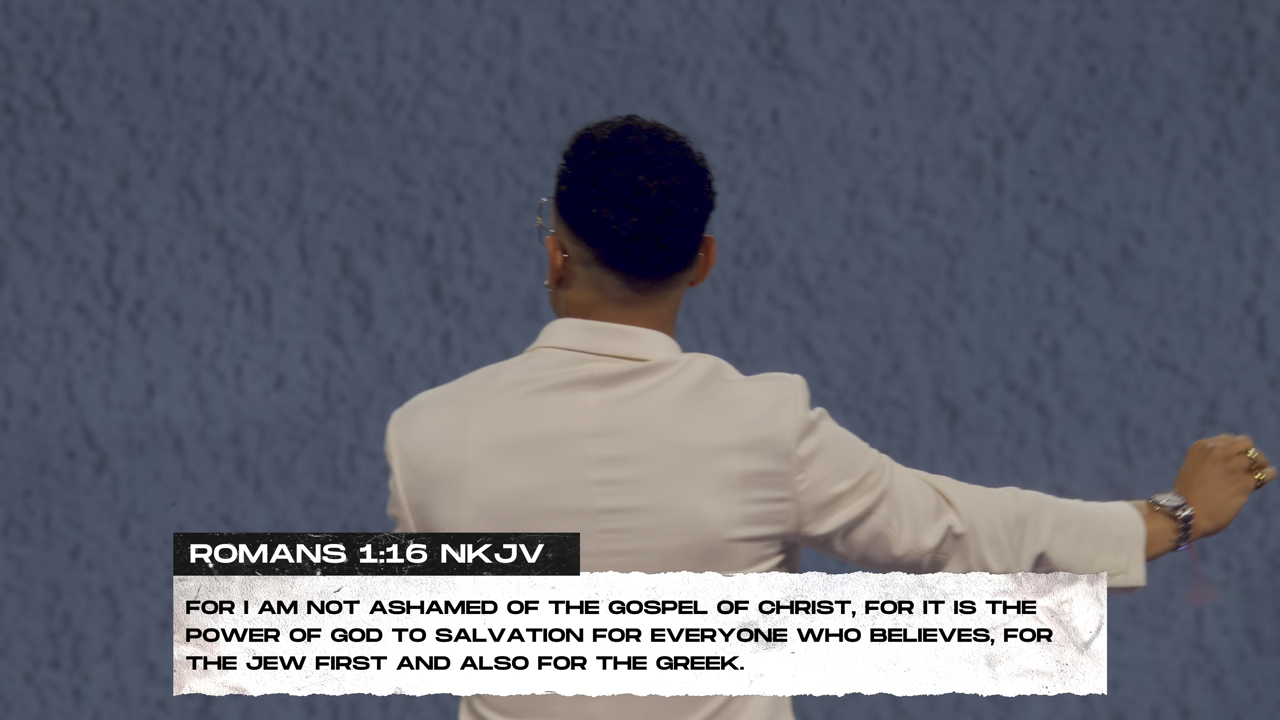 ROMANS 1:16 NKJV
FOR I AM NOT ASHAMED OF THE GOSPEL OF CHRIST, FOR IT IS THE
POWER OF GOD TO SALVATION FOR EVERYONE WHO BELIEVES, FOR
THE JEW FIRST AND ALSO FOR THE GREEK.